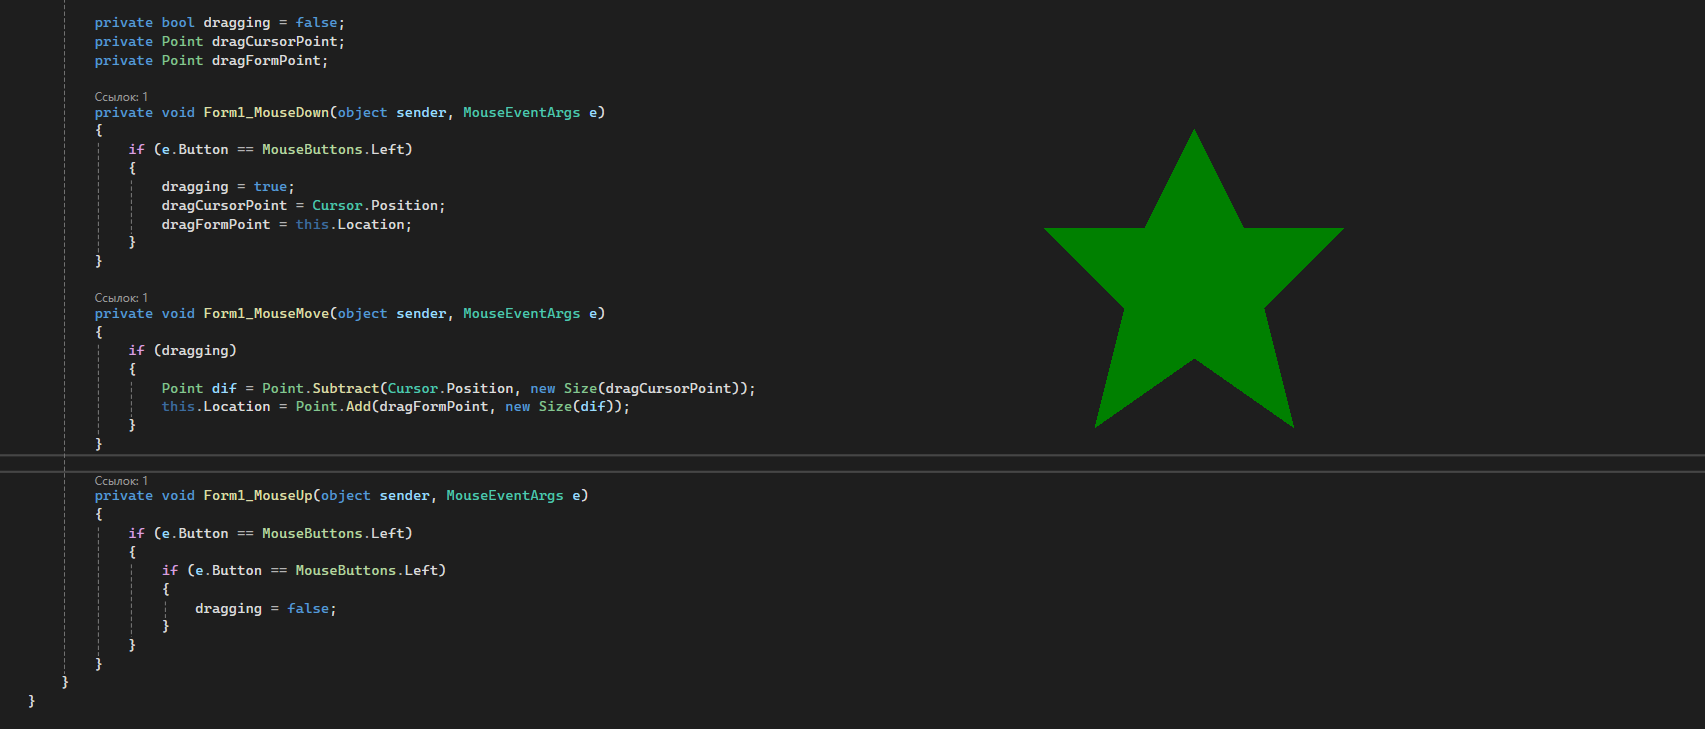 private bool dragging = false;
private Point dragCursorPoint;
private Point dragFormPoint;
Ссылок: 1
private void Form1_MouseDown(object sender, MouseEventArgs e)
{
if (e.Button == MouseButtons.Left)
{
dragging = true;
dragCursorPoint = Cursor.Position;
dragFormPoint = this.Location;
}
}
Ссылок: 1
private void Form1_MouseMove(object sender, MouseEventArgs e)
{
if (dragging)
{
Point dif = Point.Subtract(Cursor.Position, new Size(dragCursorPoint));
this.Location = Point.Add(dragFormPoint, new Size(dif));
}
}
Ссылок: 1
private void Form1_MouseUp(object sender, MouseEventArgs e)
{
if (e.Button == MouseButtons.Left)
{
if (e.Button == MouseButtons.Left)
{
dragging = false;
}
}
}
}
}